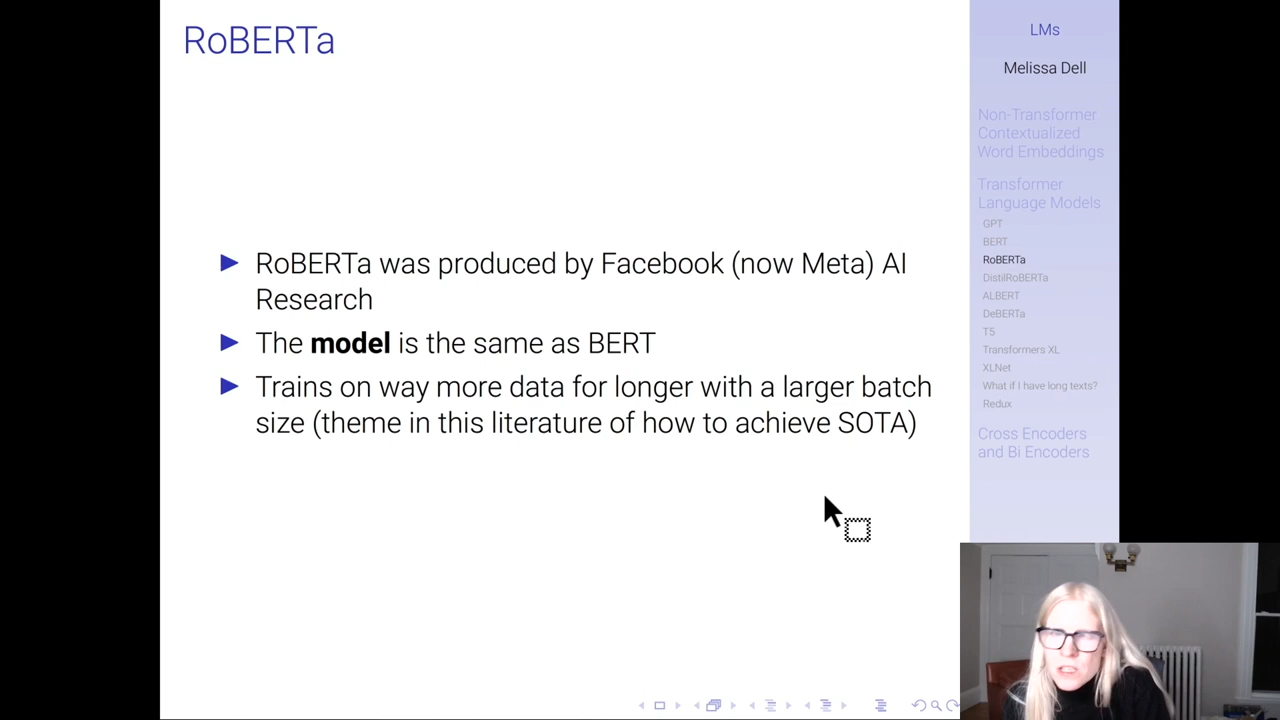 RoBERTa
RoBERTa was produced by Facebook (now Meta) AI
Research
The model is the same as BERT
Trains on way more data for longer with a larger batch
size (theme in this literature of how to achieve SOTA)
LMs
Melissa Dell
Non-Transformer
Contextualized
Word Embeddings
Transformer
Language Models
GPT
BERT
RoBERTa
DistilRoBERTa
ALBERT
DeBERTa
T5
Transformers XL
XLNet
What if I have long texts?
Redux
Cross Encoders
and Bi Encoders